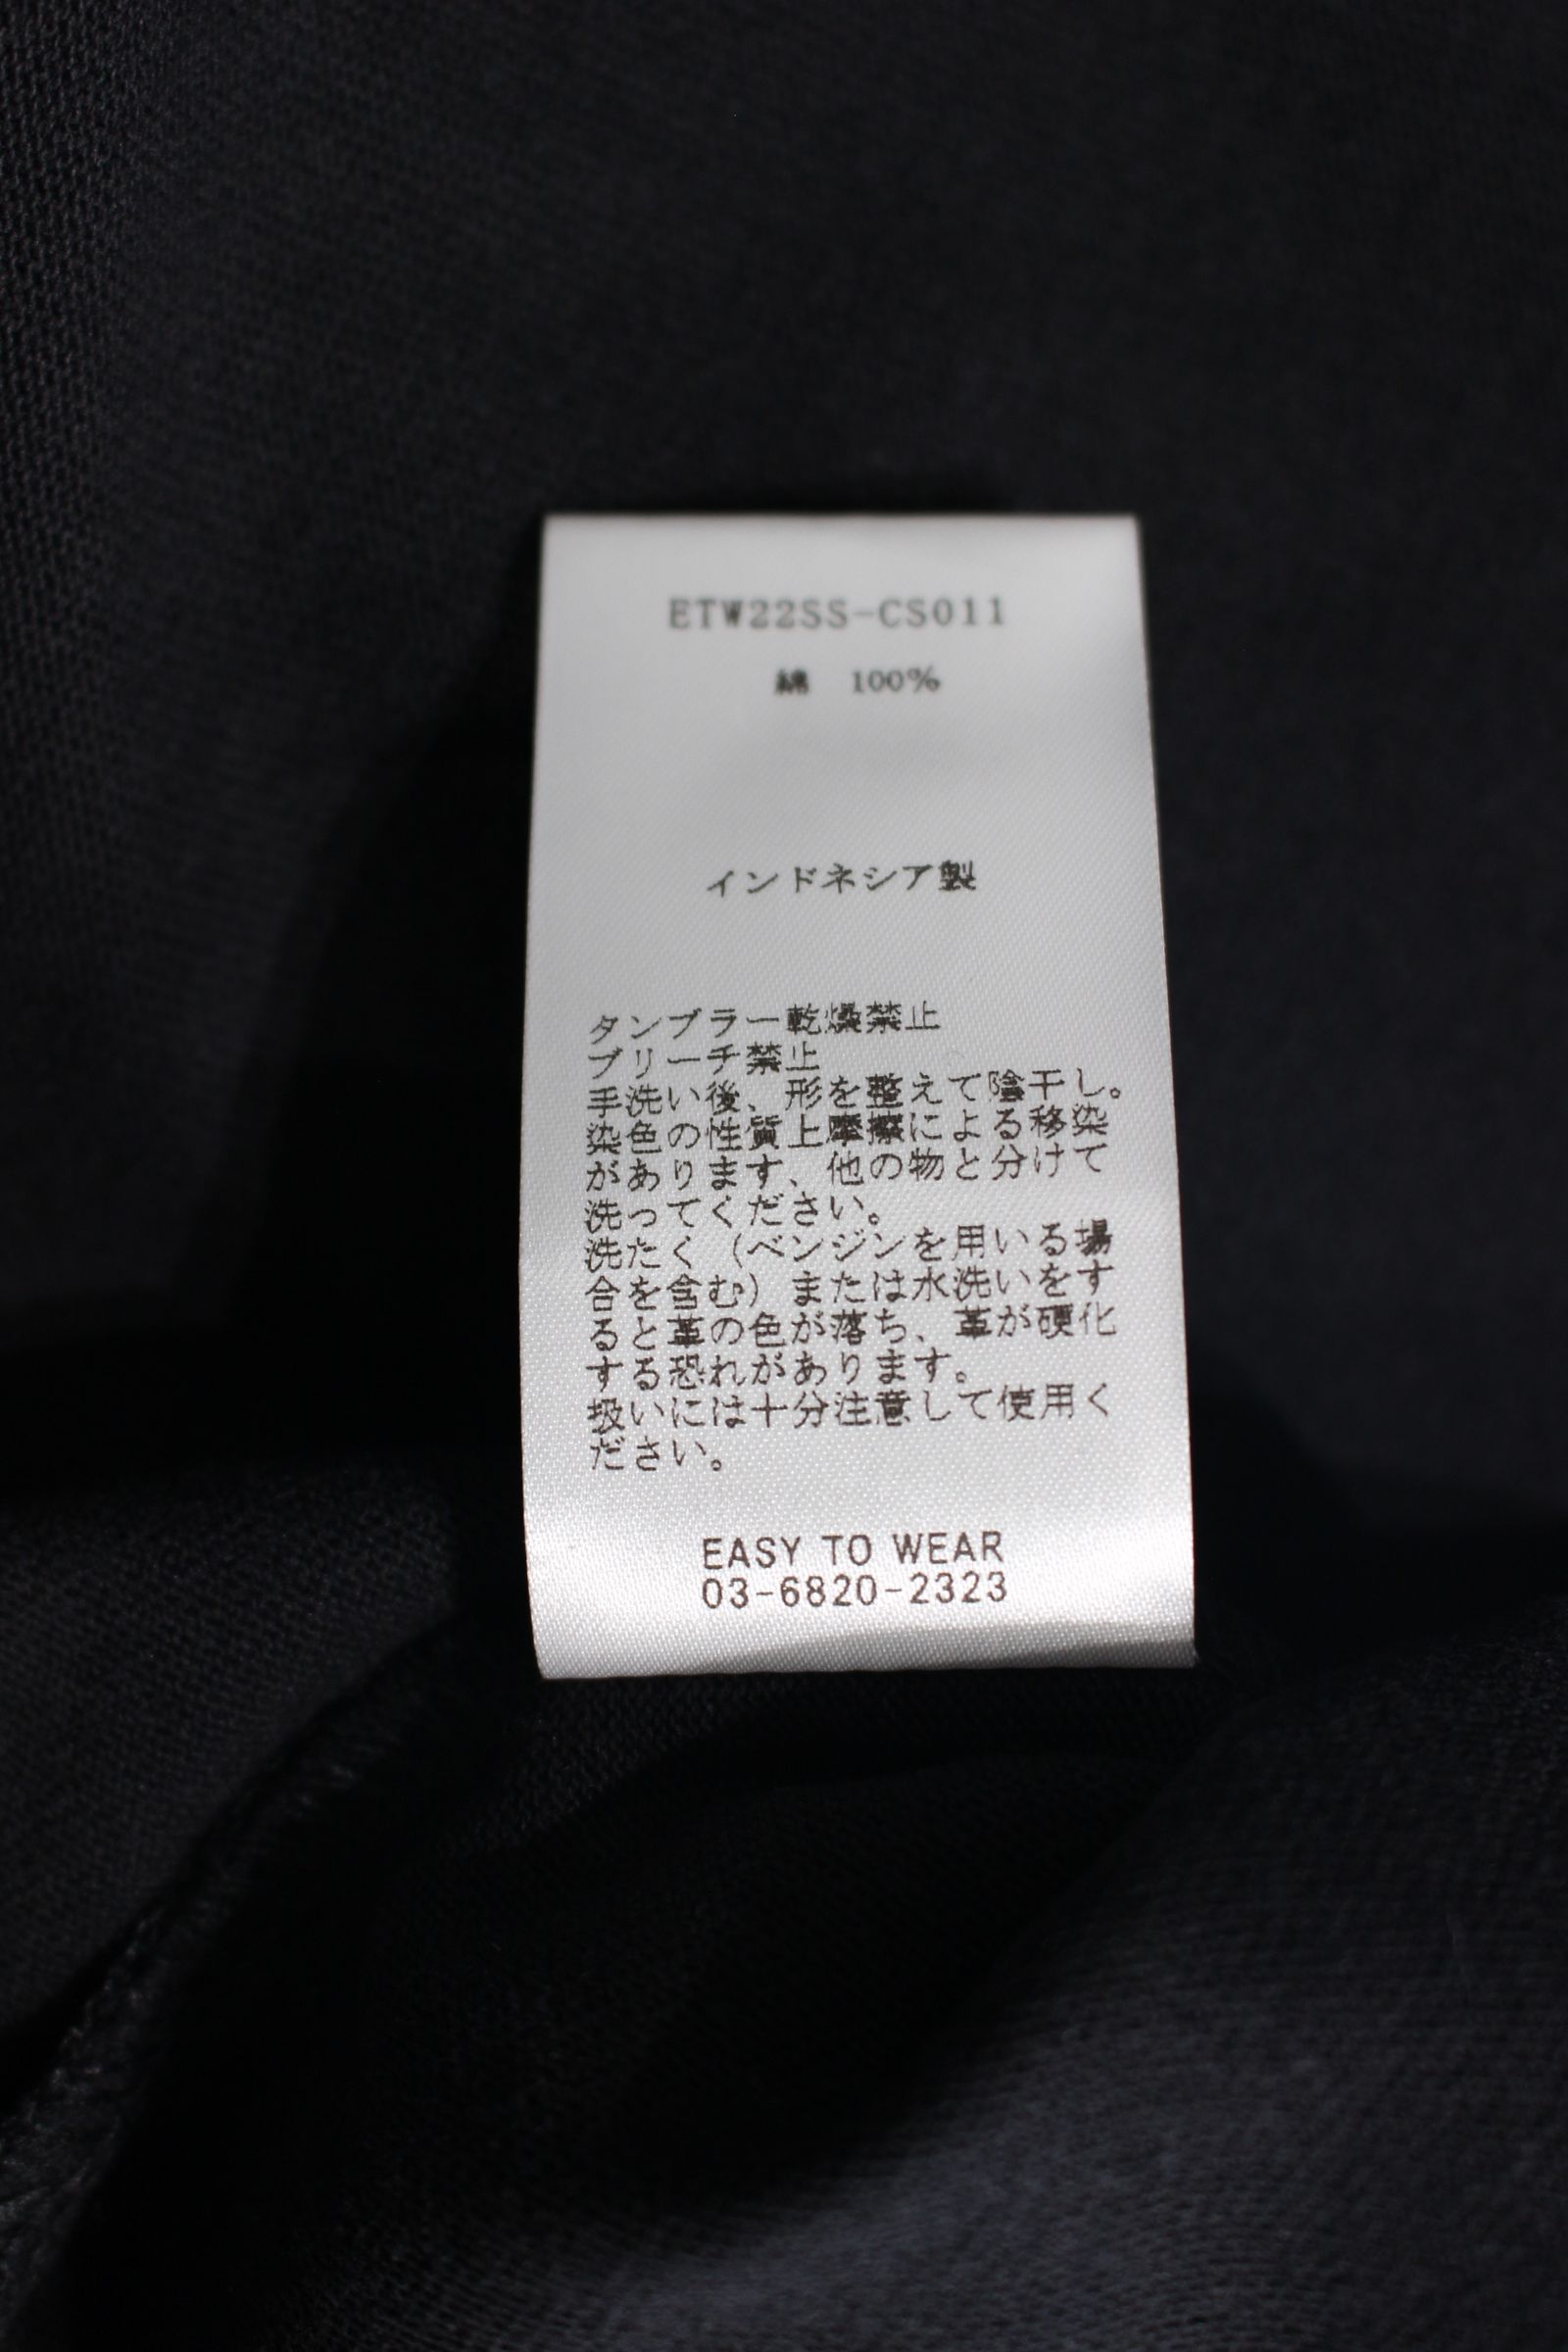 ETW22SS-CS011
綿 100%
インドネシア製
タンブラー乾燥禁止
ブリーチ禁止
手洗い後、形を整えて陰干し。
染色の性質上摩擦による移染
があります、他の物と分けて
洗ってください。
洗たく（ベンジンを用いる場
合を含む）または水洗いをす
ると革の色が落ち、革が硬化
する恐れがあります。
扱いには十分注意して使用く
ださい。
EASY TO WEAR
03-6820-2323